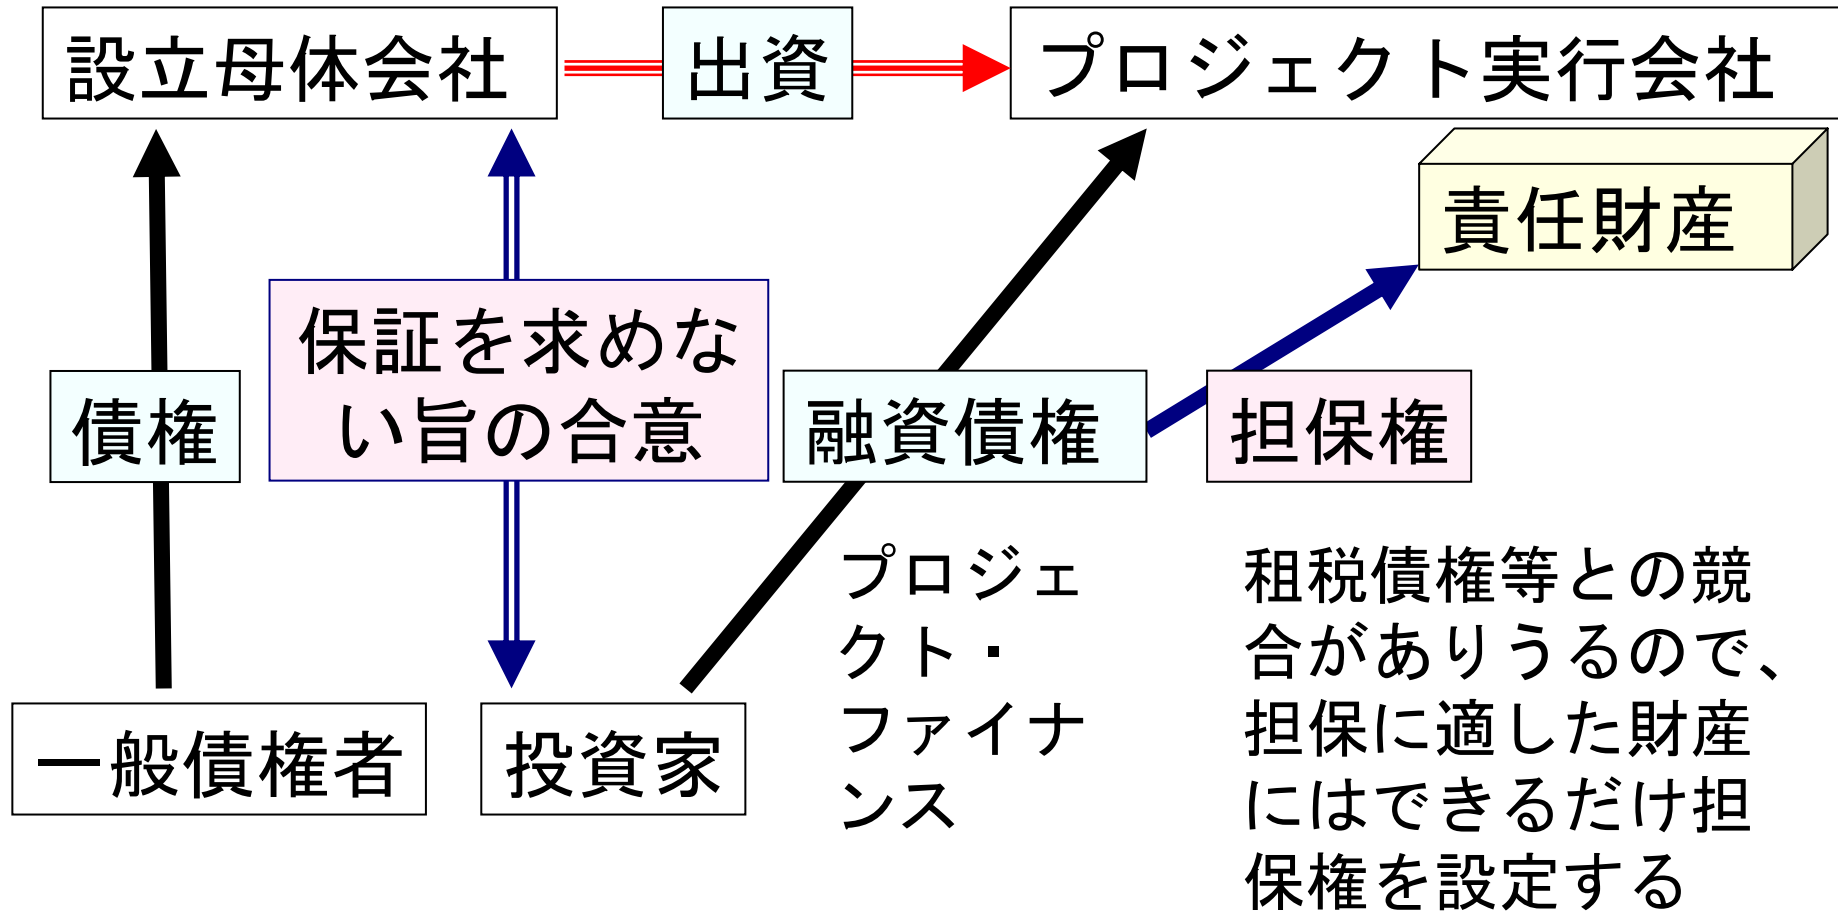 設立母体会社
出資
プロジェクト実行会社
責任財産
保証を求めな
い旨の合意
債権
融資債権
担保権
プロジェ
クト・
ファイナ
ンス
租税債権等との競
合がありうるので、
担保に適した財産
にはできるだけ担
保権を設定する
一般債権者
投資家